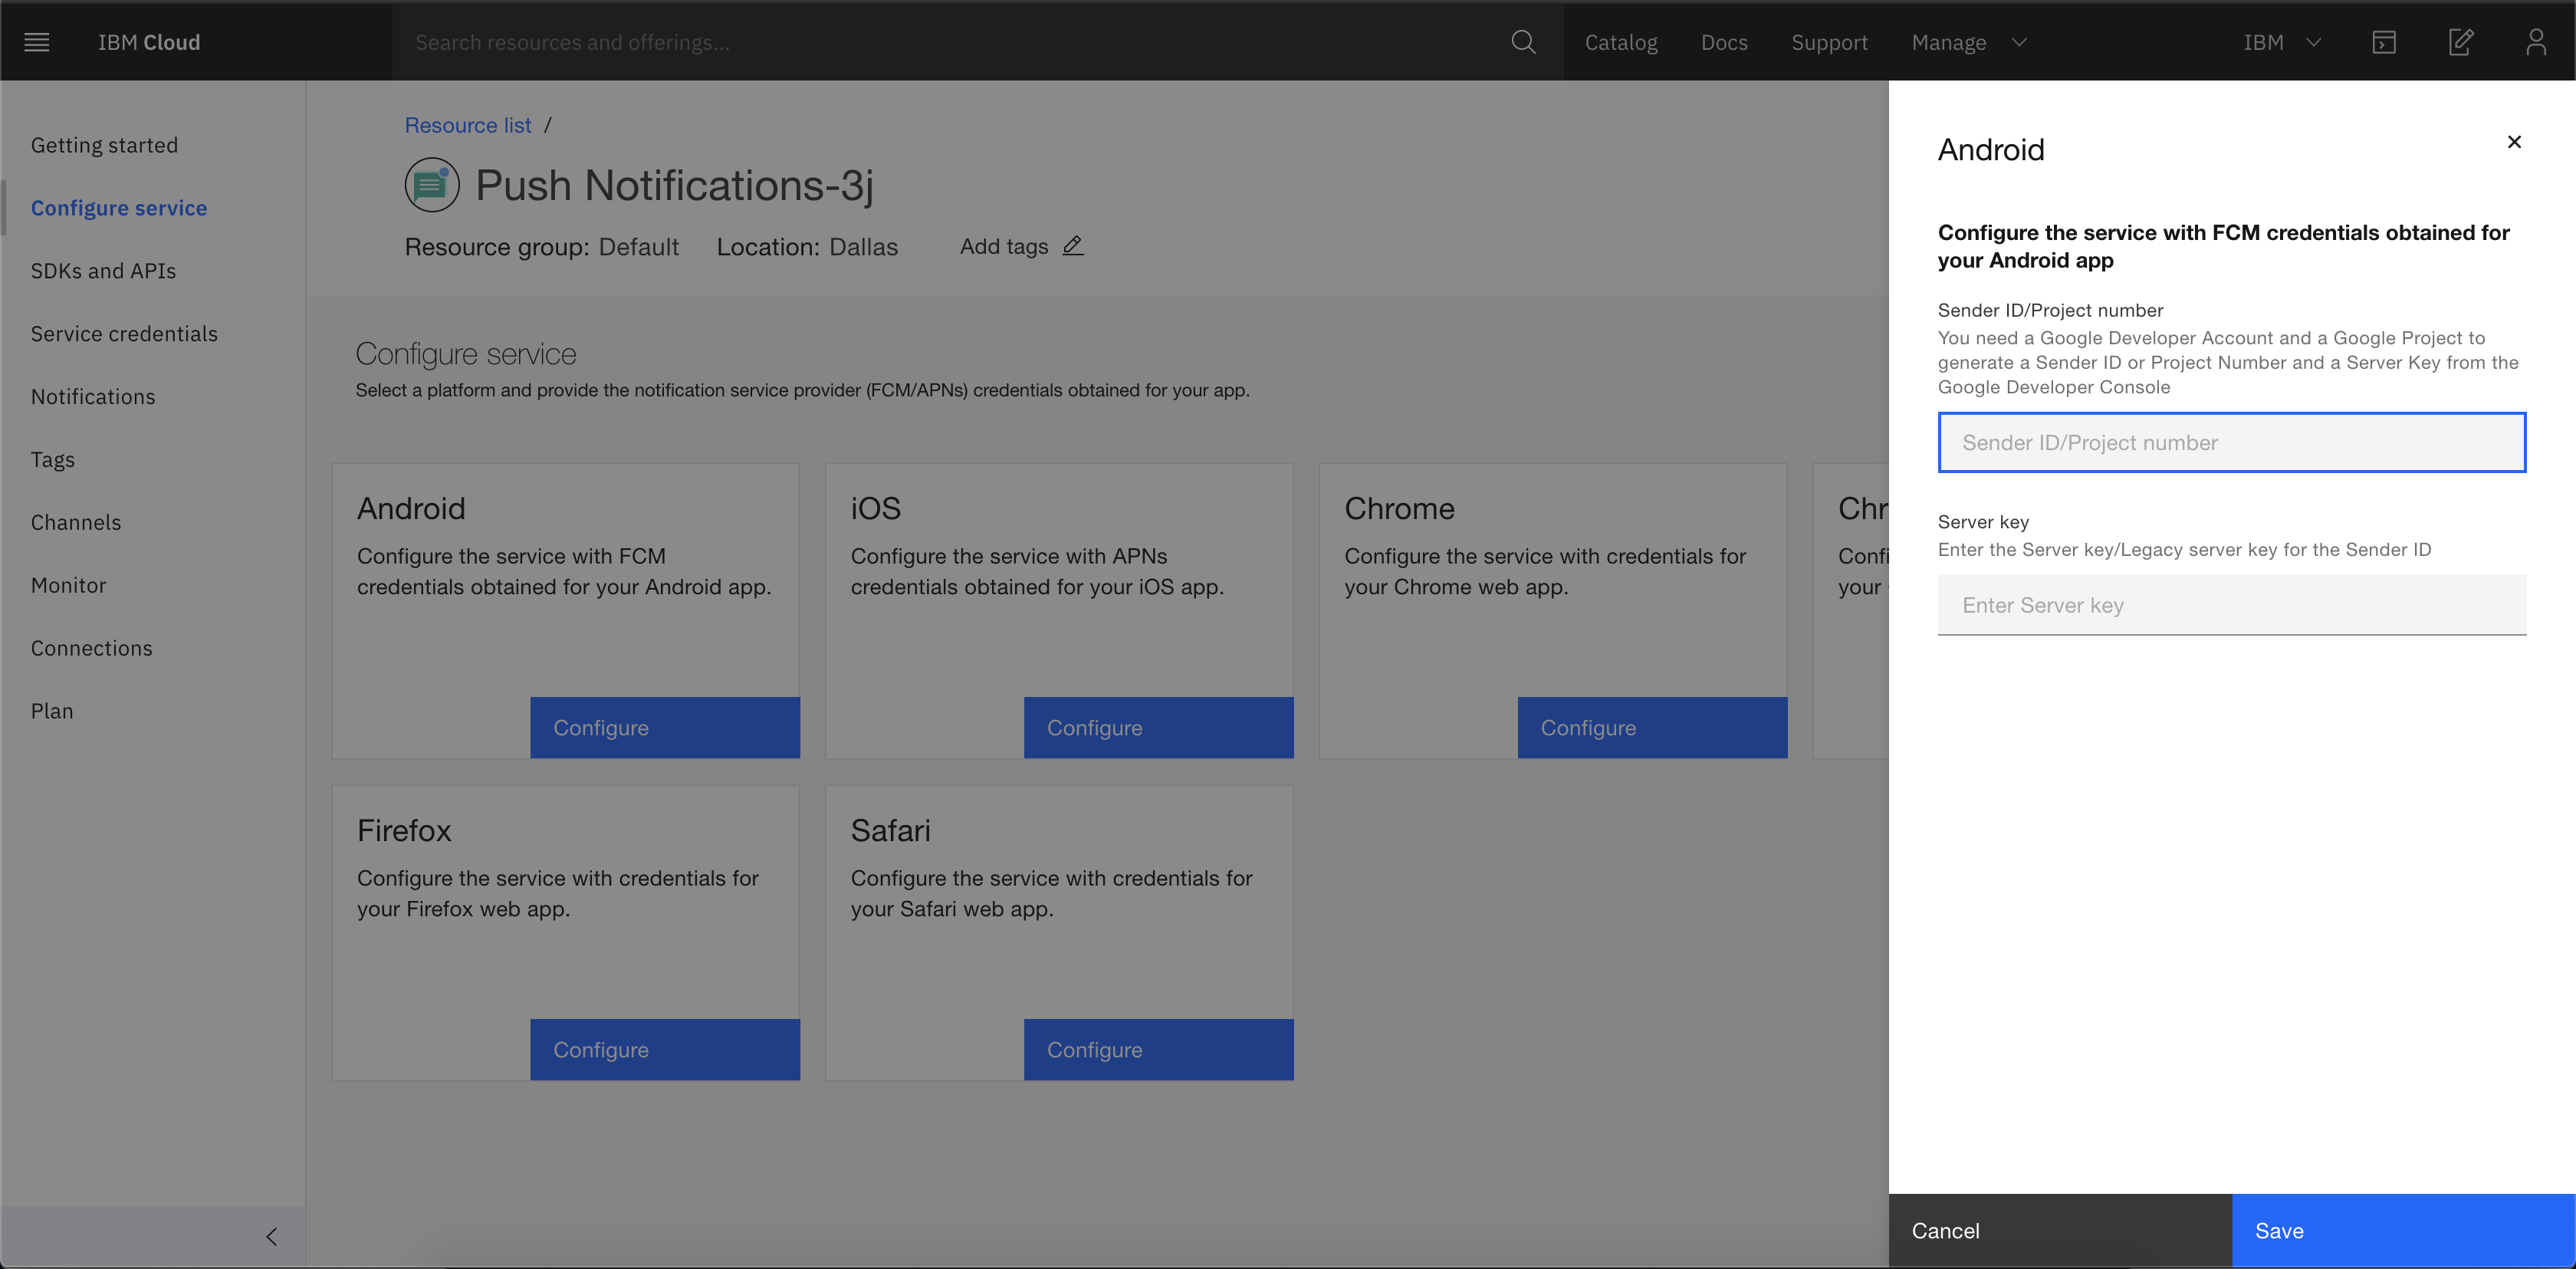 IBM Cloud
Search resources and offerings...
Catalog
Docs
Support
Manage
IBM
Getting started
Configure service
SDKs and APIs
Service credentials
Notifications
Tags
Channels
Monitor
Connections
Plan
Resource list /
Push Notifications-3j
Resource group: Default Location: Dallas Add tags
Configure service
Select a platform and provide the notification service provider (FCM/APNs) credentials obtained for your app.
Android
Configure the service with FCM
credentials obtained for your Android app.
Configure
iOS
Configure the service with APNs
credentials obtained for your iOS app.
Configure
Chrome
Configure the service with credentials for
your Chrome web app.
Configure
Chr
Confi
your
Firefox
Configure the service with credentials for
your Firefox web app.
Configure
Safari
Configure the service with credentials for
your Safari web app.
Configure
Android
Configure the service with FCM credentials obtained for
your Android app
Sender ID/Project number
You need a Google Developer Account and a Google Project to
generate a Sender ID or Project Number and a Server Key from the
Google Developer Console
Sender ID/Project number
Server key
Enter the Server key/Legacy server key for the Sender ID
Enter Server key
Cancel
Save